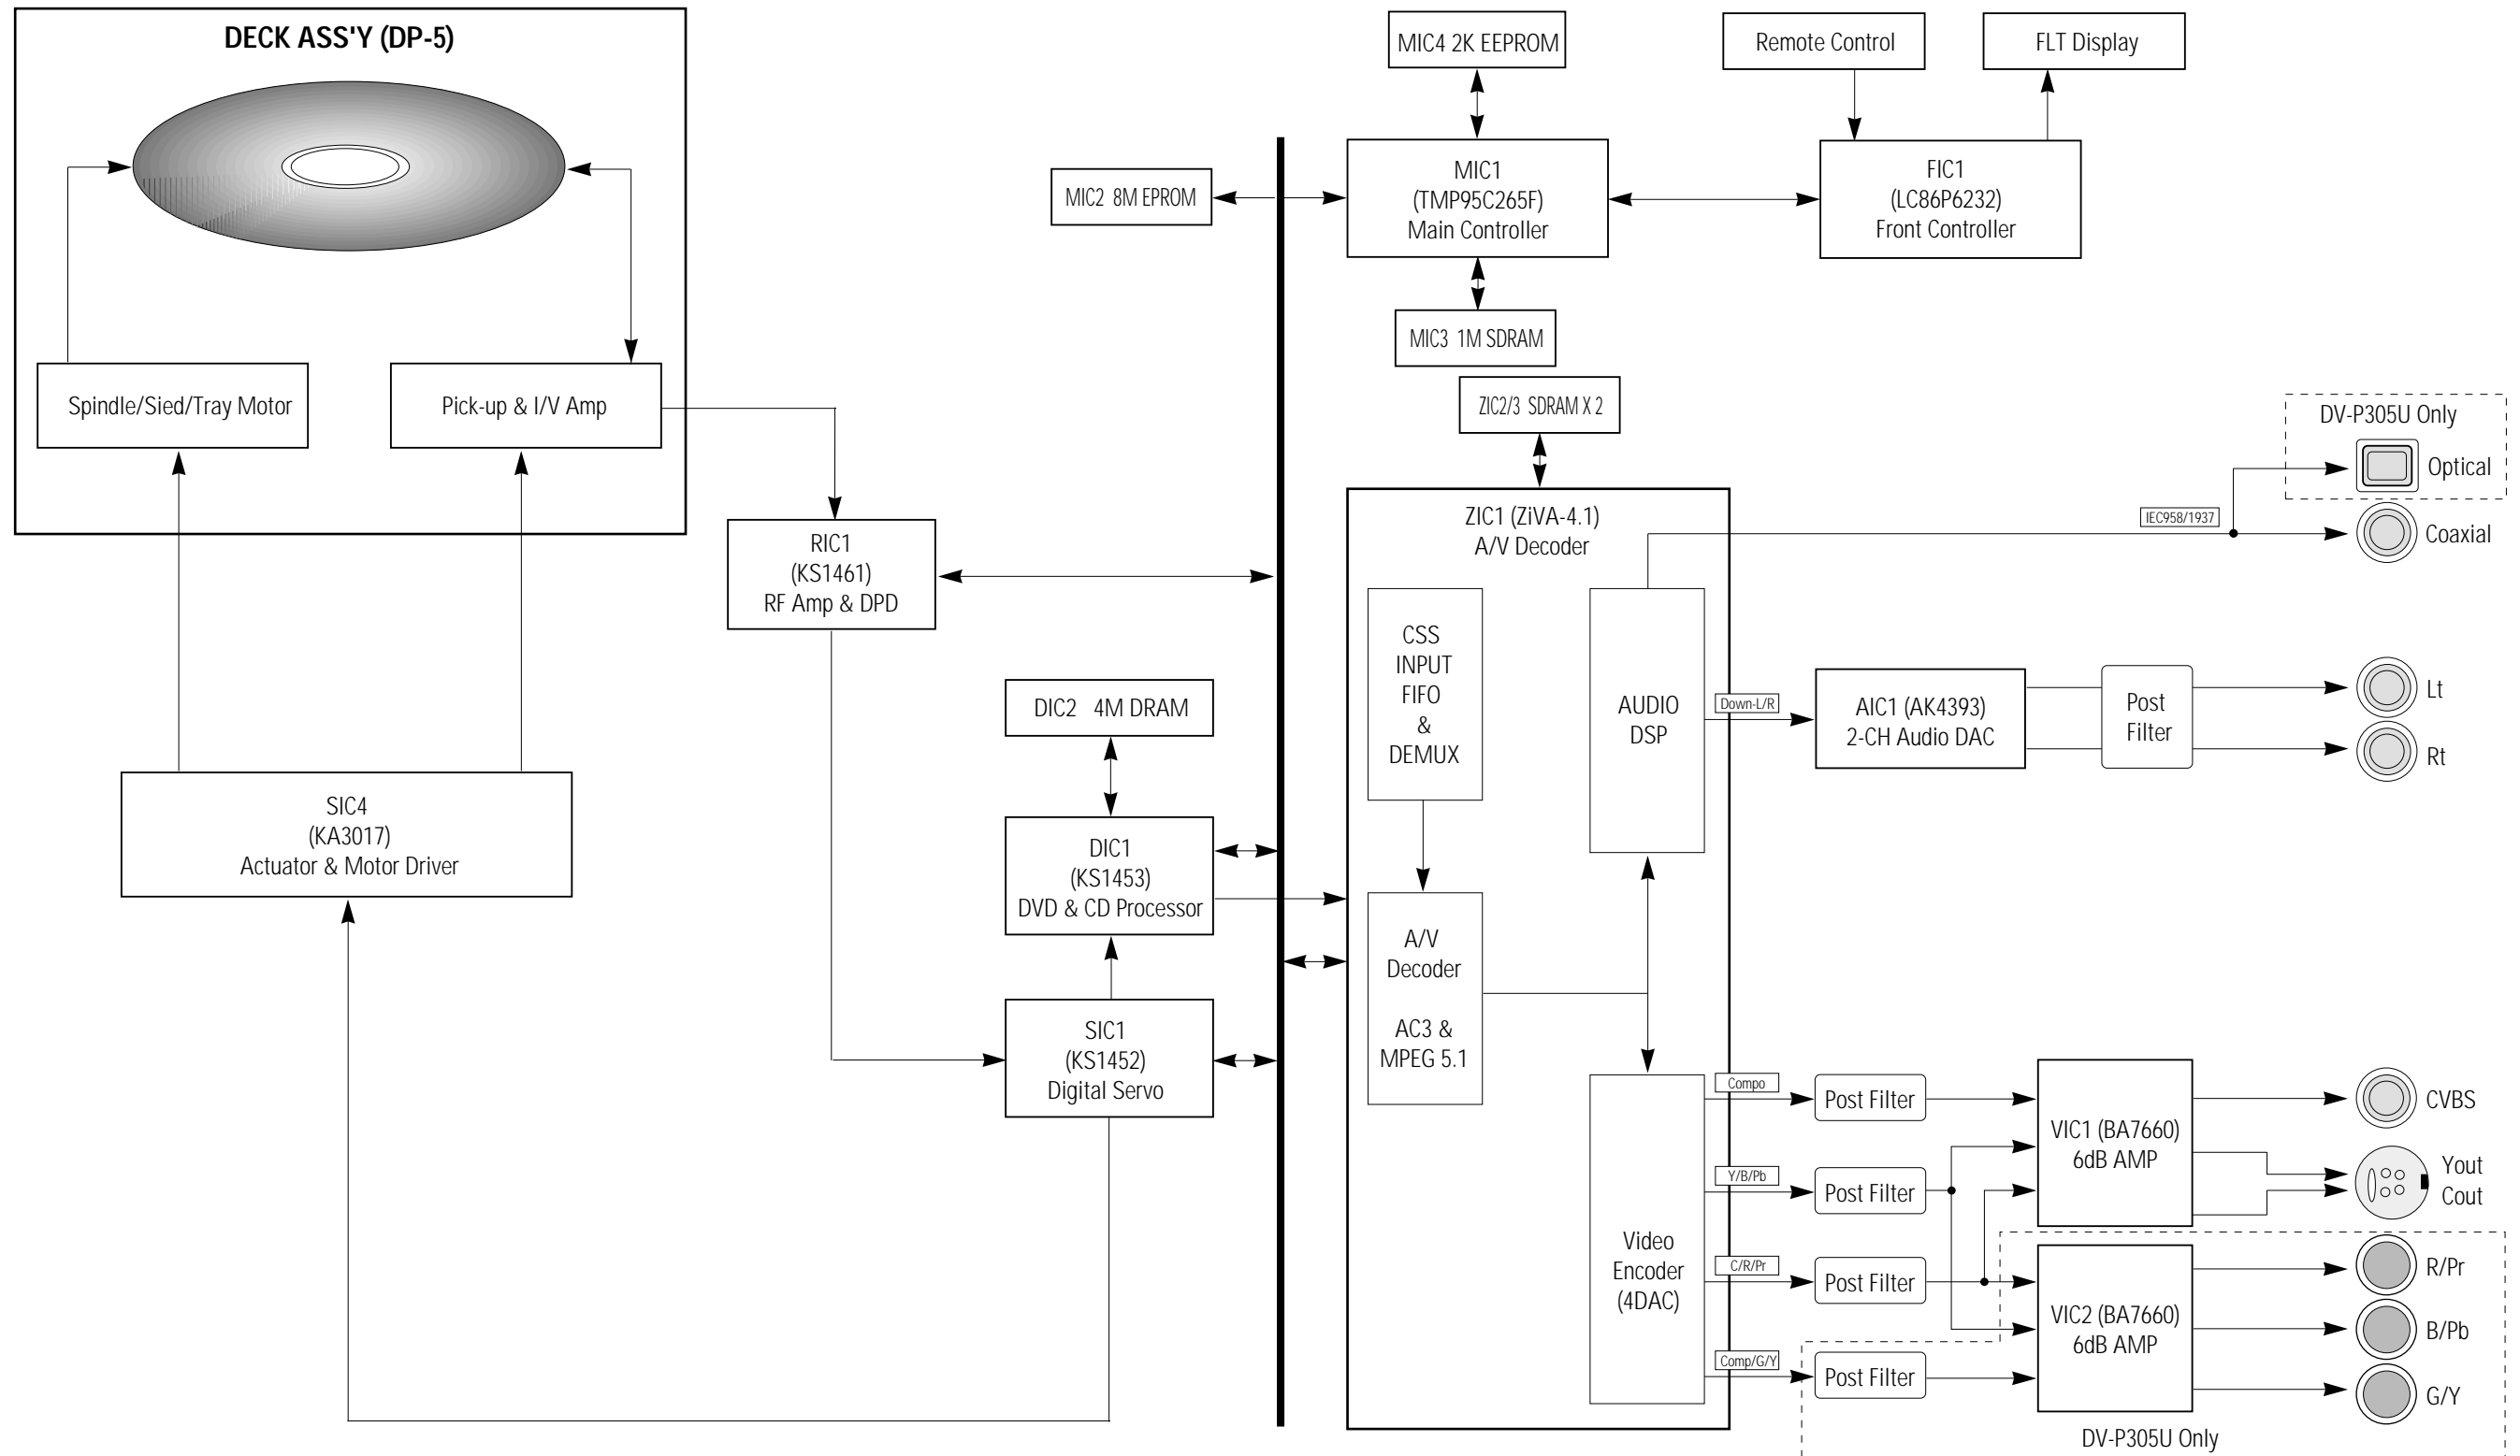 DECK ASS'Y (DP-5)
Spindle/Sied/Tray Motor
Pick-up & I/V Amp
SIC4
(KA3017)
Actuator & Motor Driver
RIC1
(KS1461)
RF Amp & DPD
DIC2 4M DRAM
DIC1
(KS1453)
DVD & CD Processor
SIC1
(KS1452)
Digital Servo
MIC2 8M EPROM
MIC4 2K EEPROM
MIC1
(TMP95C265F)
Main Controller
MIC3 1M SDRAM
Remote Control
FLT Display
FIC1
(LC86P6232)
Front Controller
ZIC2/3 SDRAM X 2
ZIC1 (ZiVA-4.1)
A/V Decoder
CSS
INPUT
FIFO
&
DEMUX
A/V
Decoder
AC3 &
MPEG 5.1
AUDIO
DSP
Video
Encoder
(4DAC)
IEC958/1937
DV-P305U Only
Optical
Coaxial
Down-L/R
AIC1 (AK4393)
2-CH Audio DAC
Post
Filter
Lt
Rt
Compo
Post Filter
Y/B/Pb
Post Filter
C/R/Pr
Post Filter
Comp/G/Y
Post Filter
VIC1 (BA7660)
6dB AMP
VIC2 (BA7660)
6dB AMP
CVBS
Yout
Cout
R/Pr
B/Pb
G/Y
DV-P305U Only